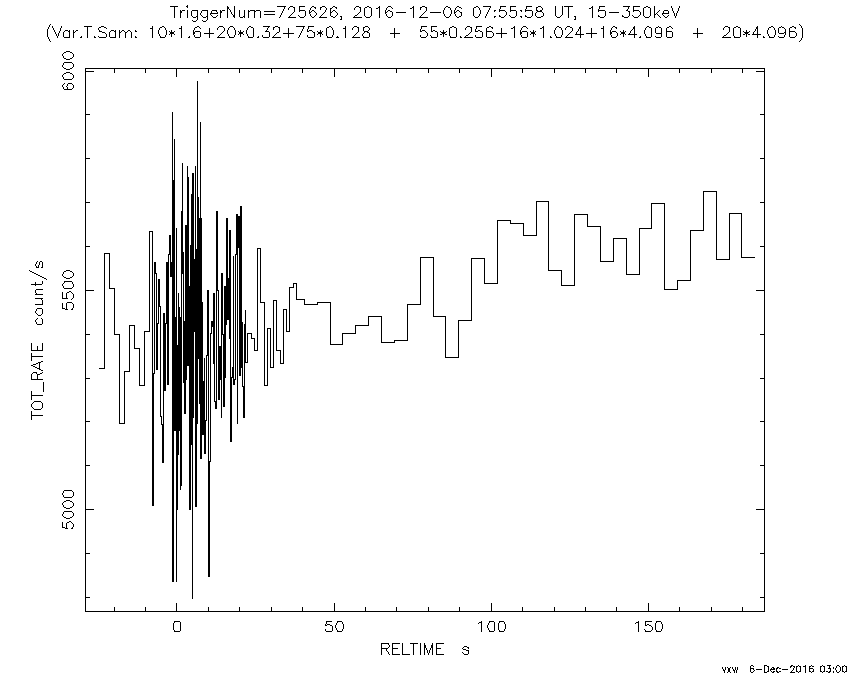 TriggerNum=725626, 2016-12-06 07:55:58 UT, 15-350keV
(Var.T.Sam: 10*1.6+20*0.32+75*0.128 + 55*0.256+16*1.024+16*4.096 + 20*4.096)
6000
5500
5000
TOT_RATE count/s
0 50 100 150
RELTIME s
vxw 6-Dec-2016 03:00